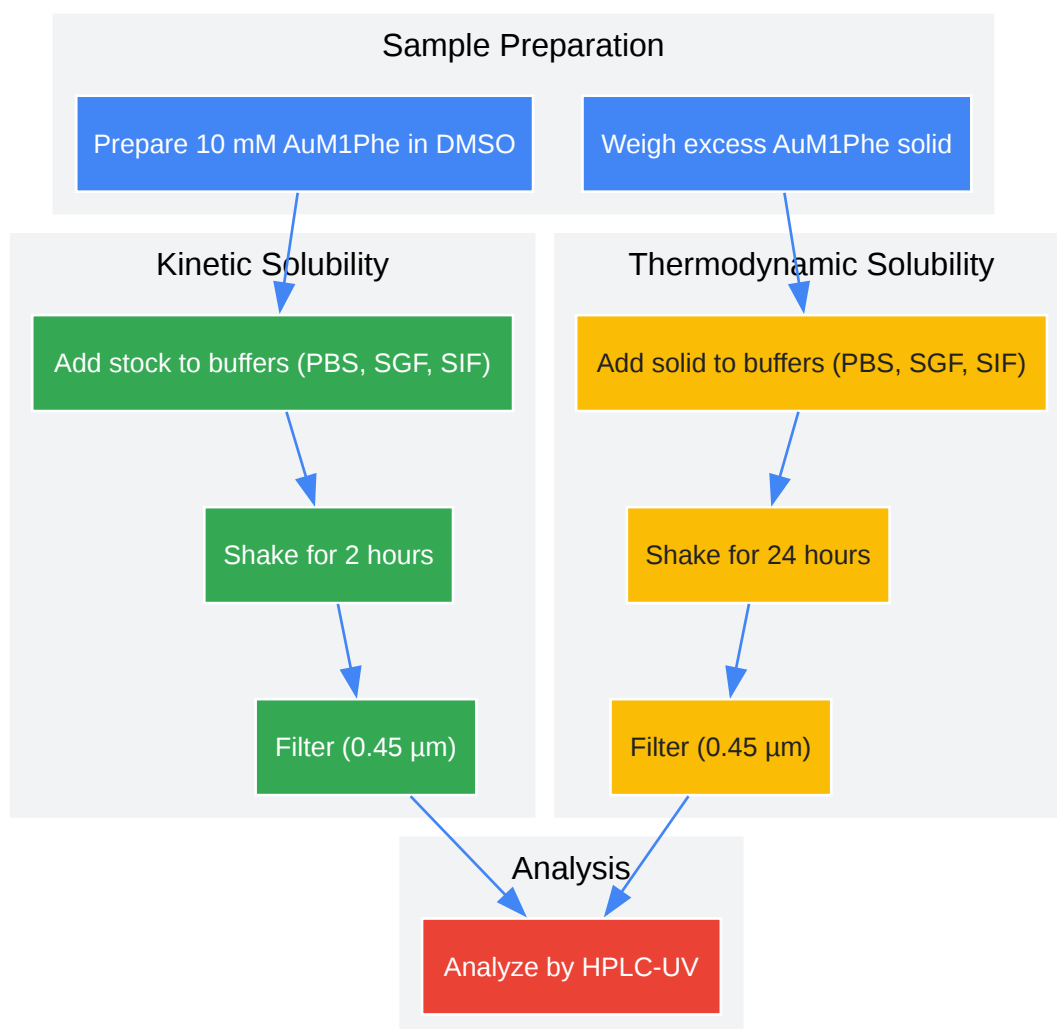 Sample Preparation
Prepare 10 mM AuM1Phe in DMSO
Weigh excess AuM1Phe solid
Kinetic Solubility
Thermodynamic Solubility
Add stock to buffers (PBS, SGF, SIF)
Add solid to buffers (PBS, SGF, SIF)
Shake for 2 hours
Shake for 24 hours
Filter (0.45 µm)
Filter (0.45 µm)
Analysis
Analyze by HPLC-UV